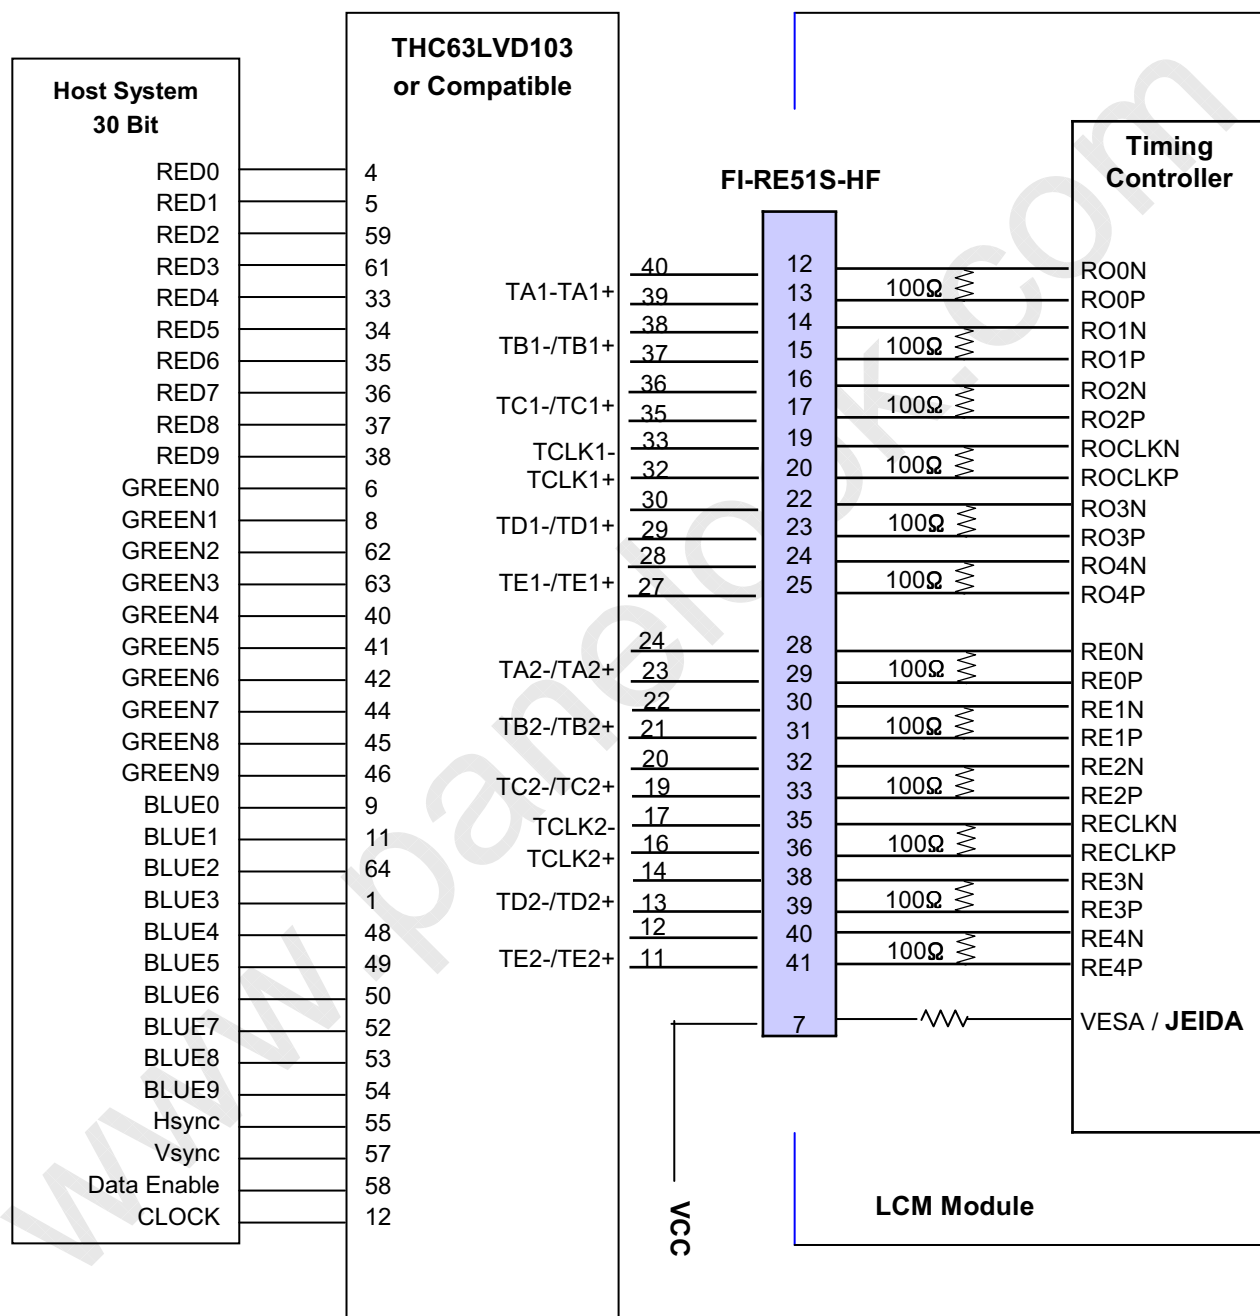 THC63LVD103
or Compatible
Host System
30 Bit
RED0 4
RED1 5
RED2 59
RED3 61
RED4 33
RED5 34
RED6 35
RED7 36
RED8 37
RED9 38
GREEN0 6
GREEN1 8
GREEN2 62
GREEN3 63
GREEN4 40
GREEN5 41
GREEN6 42
GREEN7 44
GREEN8 45
GREEN9 46
BLUE0 9
BLUE1 11
BLUE2 64
BLUE3 1
BLUE4 48
BLUE5 49
BLUE6 50
BLUE7 52
BLUE8 53
BLUE9 54
Hsync 55
Vsync 57
Data Enable 58
CLOCK 12
FI-RE51S-HF
Timing
Controller
40 12 RO0N
TA1-TA1+ 100Ω
39 13 RO0P
38 14 RO1N
TB1-/TB1+ 100Ω
37 15 RO1P
36 16 RO2N
TC1-/TC1+ 100Ω
35 17 RO2P
TCLK1- 33 19 ROCLKN
100Ω
TCLK1+ 32 20 ROCLKP
30 22 RO3N
TD1-/TD1+ 100Ω
29 23 RO3P
28 24 RO4N
TE1-/TE1+ 100Ω
27 25 RO4P
24 28 RE0N
TA2-/TA2+ 100Ω
23 29 RE0P
22 30 RE1N
TB2-/TB2+ 100Ω
21 31 RE1P
20 32 RE2N
TC2-/TC2+ 100Ω
19 33 RE2P
TCLK2- 17 35 RECLKN
100Ω
TCLK2+ 16 36 RECLKP
14 38 RE3N
TD2-/TD2+ 100Ω
13 39 RE3P
12 40 RE4N
TE2-/TE2+ 100Ω
11 41 RE4P
7 VESA / JEIDA
VCC
LCM Module
www.panelook.com